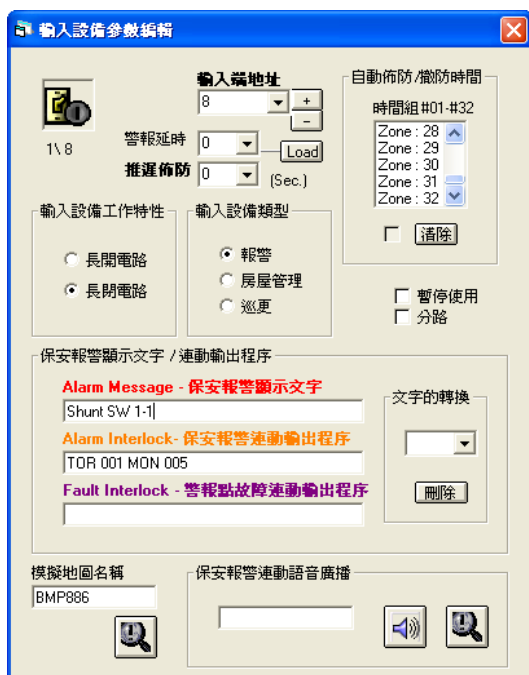 輸入設備參數編輯
輸入端地址
8
+
-
1\ 8
警報延時
0
Load
推遲佈防
0
(Sec.)
自動佈防/撤防時間
時間組#01-#32
Zone : 28
Zone : 29
Zone : 30
Zone : 31
Zone : 32
清除
輸入設備工作特性
長開電路
長閉電路
輸入設備類型
報警
房屋管理
巡更
暫停使用
分路
保安報警顯示文字 / 連動輸出程序
Alarm Message - 保安報警顯示文字
Shunt SW 1-1
Alarm Interlock- 保安報警連動輸出程序
TOR 001 MON 005
Fault Interlock - 警報點故障連動輸出程序
文字的轉換
刪除
模擬地圖名稱
BMP886
保安報警連動語音廣播